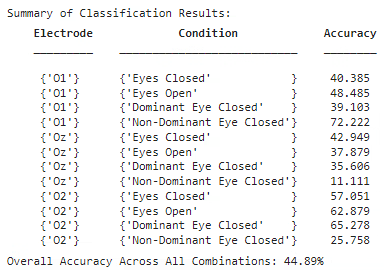 Summary of Classification Results:
Electrode Condition Accuracy
{'O1'} {'Eyes Closed' } 40.385
{'O1'} {'Eyes Open' } 48.485
{'O1'} {'Dominant Eye Closed' } 39.103
{'O1'} {'Non-Dominant Eye Closed'} 72.222
{'Oz'} {'Eyes Closed' } 42.949
{'Oz'} {'Eyes Open' } 37.879
{'Oz'} {'Dominant Eye Closed' } 35.606
{'Oz'} {'Non-Dominant Eye Closed'} 11.111
{'O2'} {'Eyes Closed' } 57.051
{'O2'} {'Eyes Open' } 62.879
{'O2'} {'Dominant Eye Closed' } 65.278
{'O2'} {'Non-Dominant Eye Closed'} 25.758
Overall Accuracy Across All Combinations: 44.89%